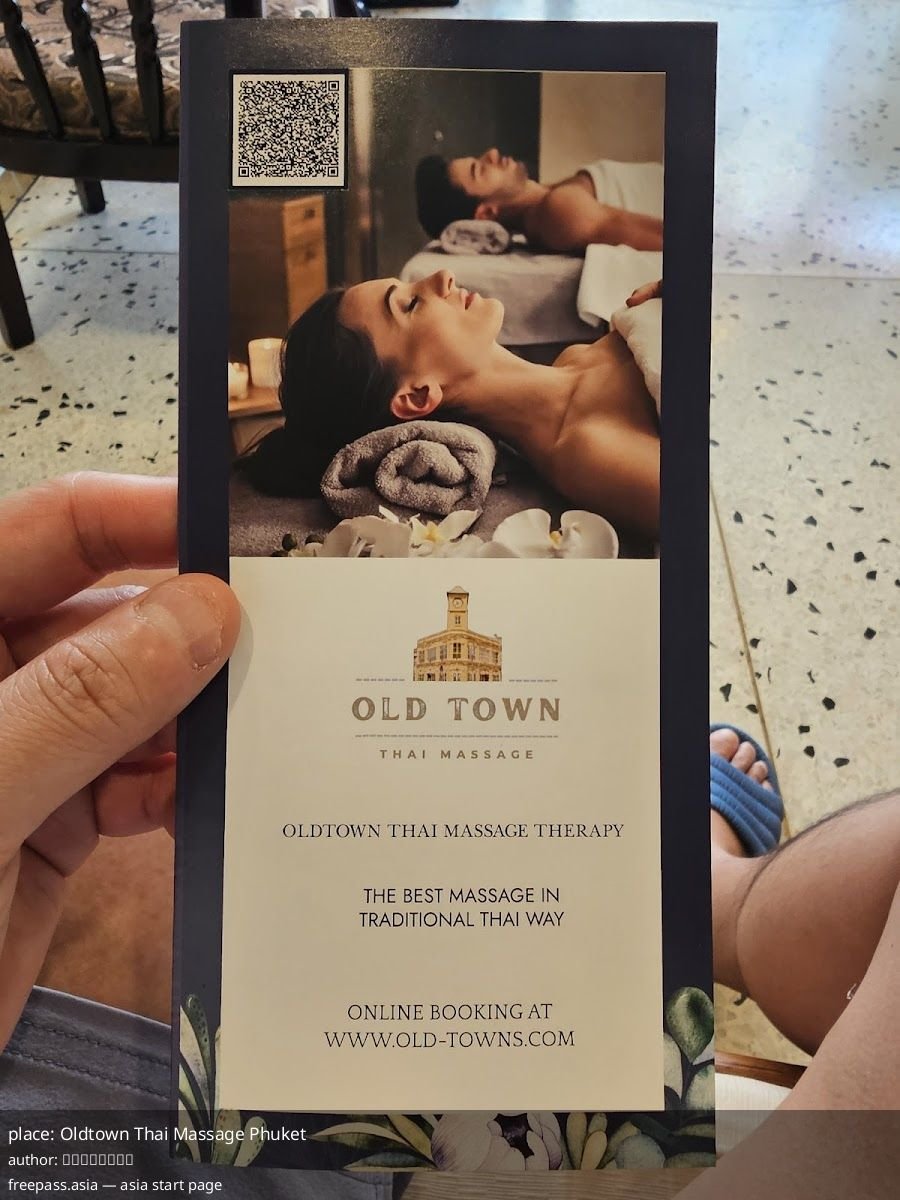 OLD TOWN
THAI MASSAGE
OLDTOWN THAI MASSAGE THERAPY
THE BEST MASSAGE IN
TRADITIONAL THAI WAY
ONLINE BOOKING AT
WWW.OLD-TOWNS.COM
place: Oldtown Thai Massage Phuket
author:
freepass.asia — asia start page